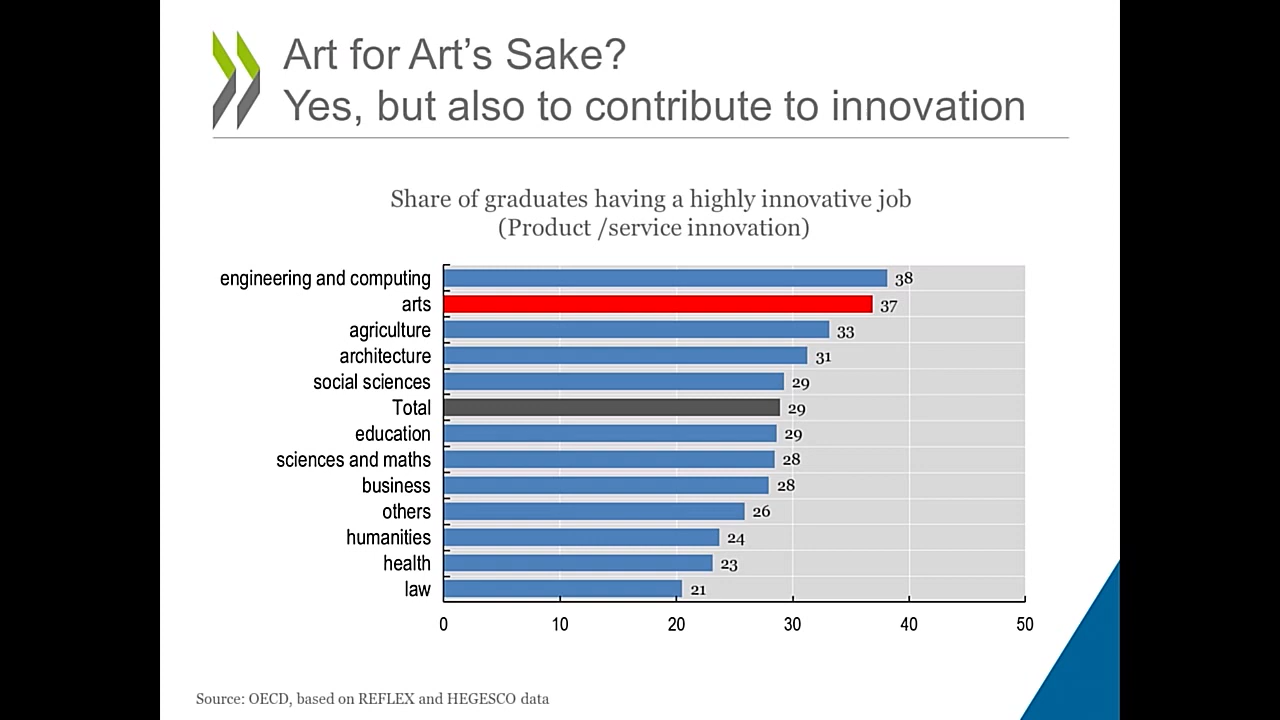 Art for Art’s Sake?
Yes, but also to contribute to innovation
Share of graduates having a highly innovative job
(Product /service innovation)
engineering and computing 38
arts 37
agriculture 33
architecture 31
social sciences 29
Total 29
education 29
sciences and maths 28
business 28
others 26
humanities 24
health 23
law 21
0 10 20 30 40 50
Source: OECD, based on REFLEX and HEGESCO data